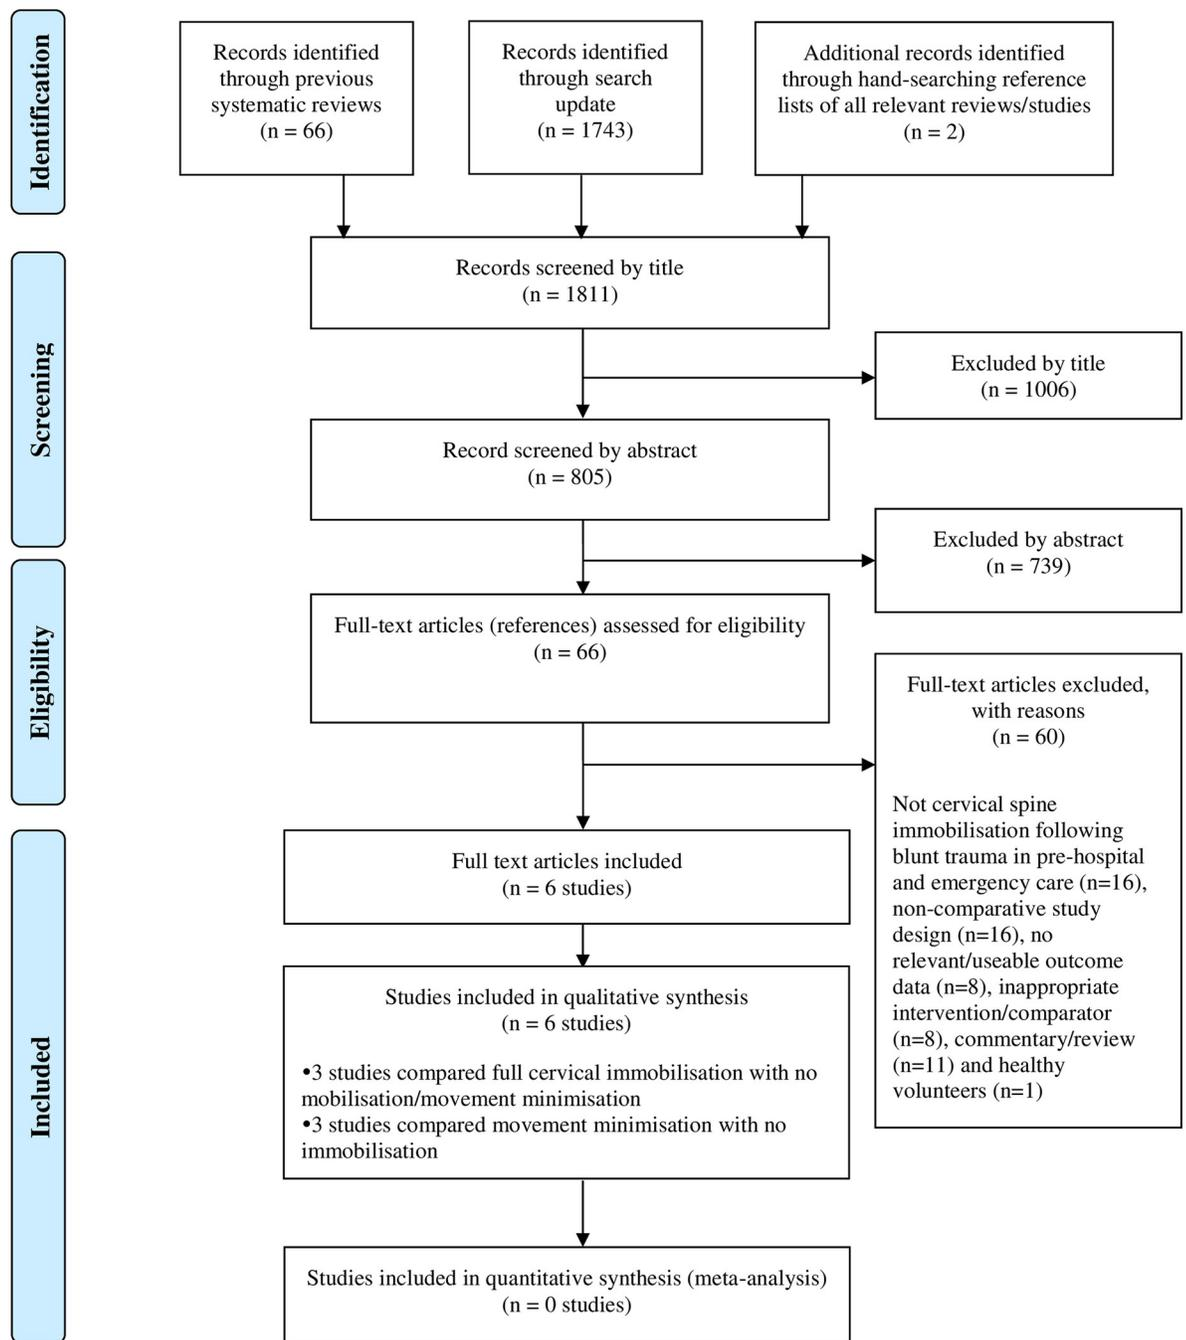 Identification
Records identified
through previous
systematic reviews
(n = 66)
Records identified
through search
update
(n = 1743)
Additional records identified
through hand-searching reference
lists of all relevant reviews/studies
(n = 2)
Screening
Records screened by title
(n = 1811)
Excluded by title
(n = 1006)
Record screened by abstract
(n = 805)
Excluded by abstract
(n = 739)
Eligibility
Full-text articles (references) assessed for eligibility
(n = 66)
Full-text articles excluded,
with reasons
(n = 60)
Not cervical spine
immobilisation following
blunt trauma in pre-hospital
and emergency care (n=16),
non-comparative study
design (n=16), no
relevant/useable outcome
data (n=8), inappropriate
intervention/comparator
(n=8), commentary/review
(n=11) and healthy
volunteers (n=1)
Included
Full text articles included
(n = 6 studies)
Studies included in qualitative synthesis
(n = 6 studies)
•3 studies compared full cervical immobilisation with no
mobilisation/movement minimisation
•3 studies compared movement minimisation with no
immobilisation
Studies included in quantitative synthesis (meta-analysis)
(n = 0 studies)